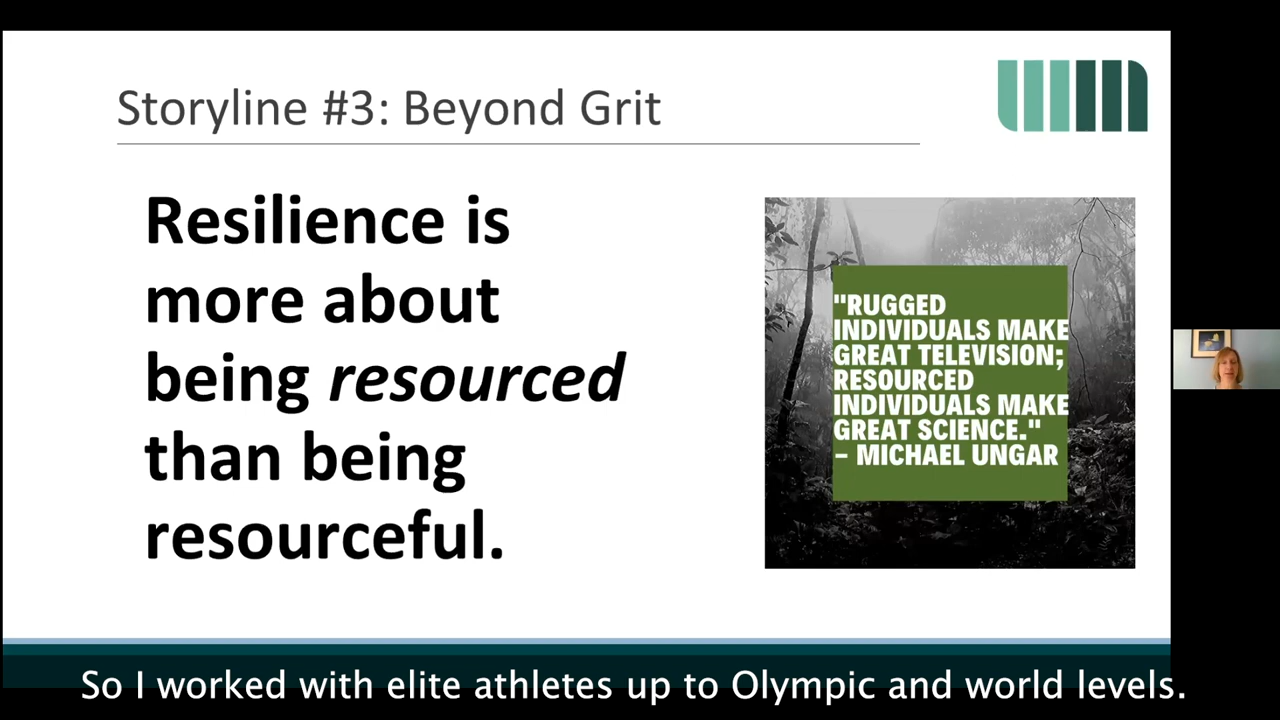 Storyline #3: Beyond Grit
Resilience is
more about
being resourced
than being
resourceful.
"RUGGED
INDIVIDUALS MAKE
GREAT TELEVISION;
RESOURCED
INDIVIDUALS MAKE
GREAT SCIENCE."
– MICHAEL UNGAR
So I worked with elite athletes up to Olympic and world levels.